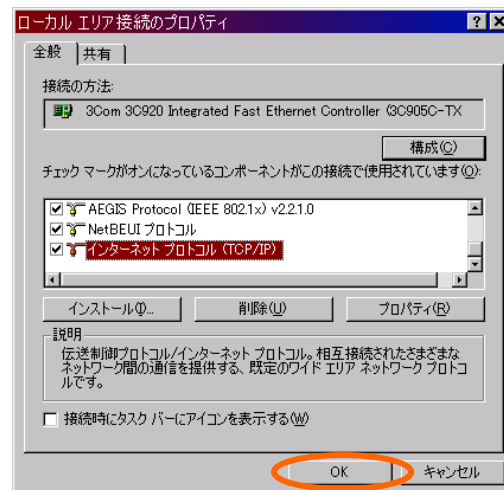 ローカル エリア接続のプロパティ
全般 共有
接続の方法:
3Com 3C920 Integrated Fast Ethernet Controller (3C905C-TX
構成(C)
チェック マークがオンになっているコンポーネントがこの接続で使用されています(O):
AEGIS Protocol (IEEE 802.1x) v2.2.1.0
NetBEUI プロトコル
インターネット プロトコル (TCP/IP)
インストール(I)... 削除(U) プロパティ(R)
説明
伝送制御プロトコル/インターネット プロトコル。相互接続されたさまざまな
ネットワーク間の通信を提供する、既定のワイド エリア ネットワーク プロトコ
ルです。
接続時にタスク バーにアイコンを表示する(W)
OK キャンセル